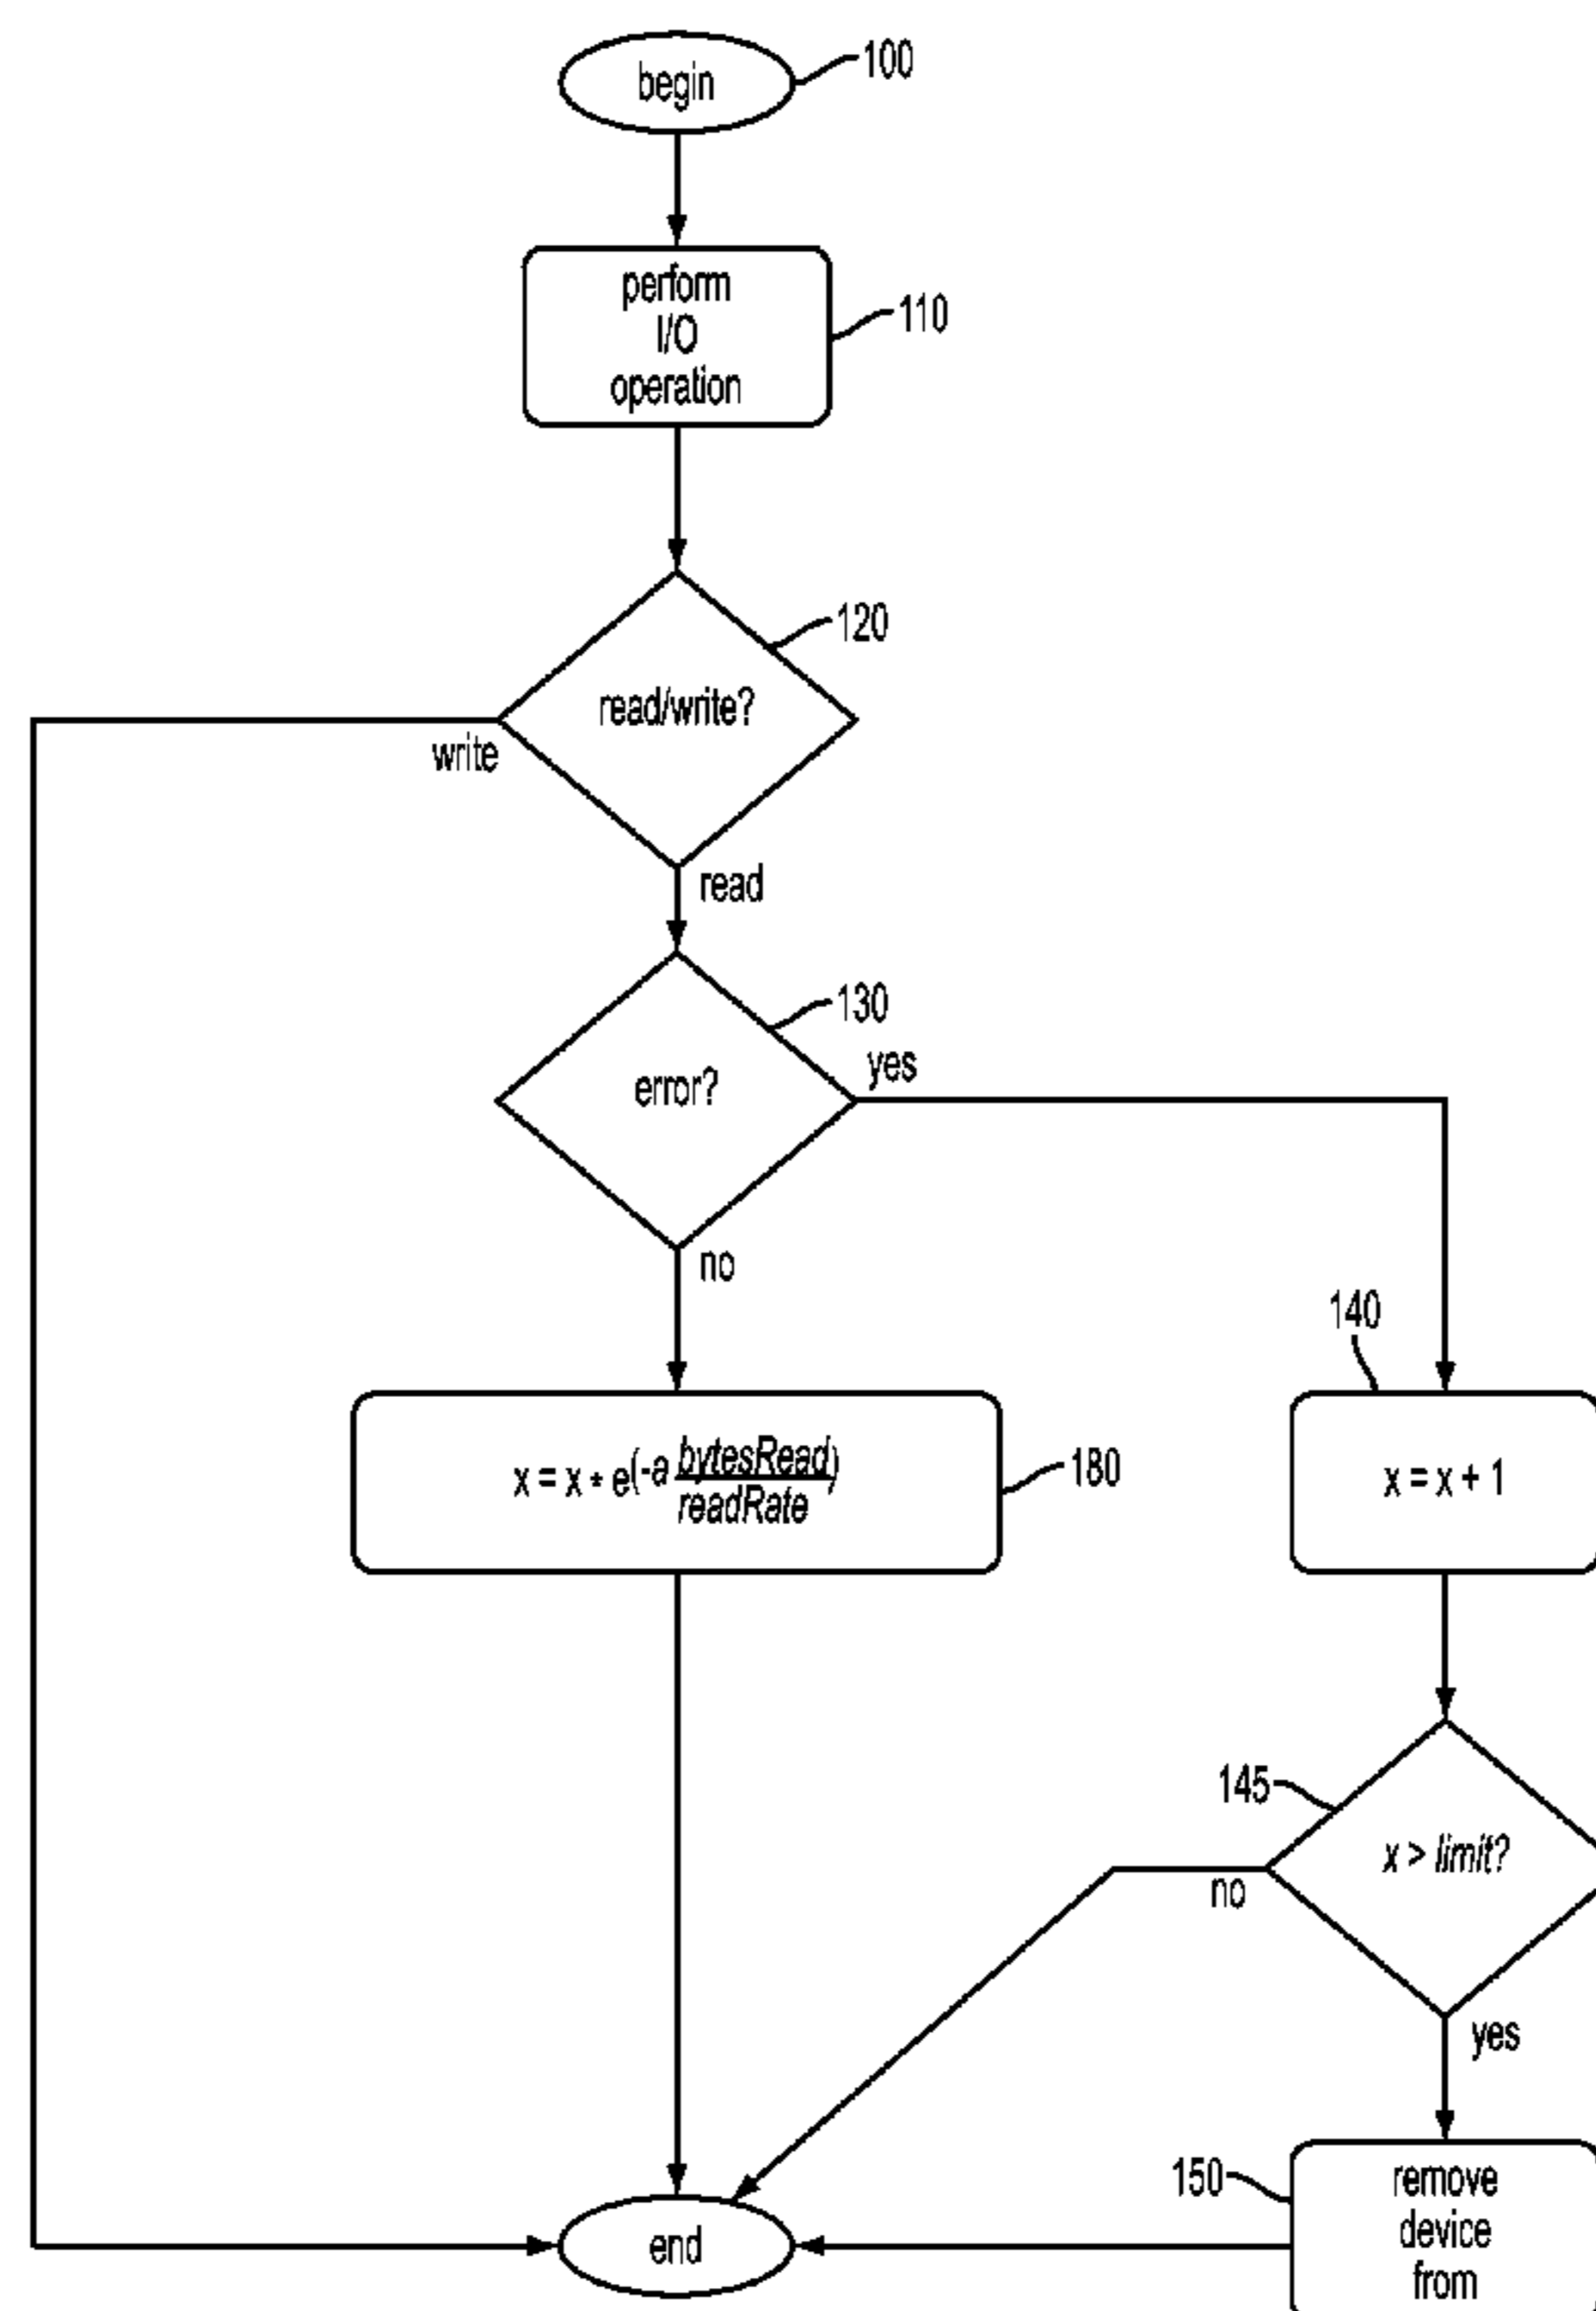 begin
100
perform
I/O
operation
110
120
read/write?
write
read
130
yes
error?
no
140
x = x * e^(-a bytesRead/readRate)
180
x = x + 1
145
x > limit?
no
yes
150
remove
device
from
end